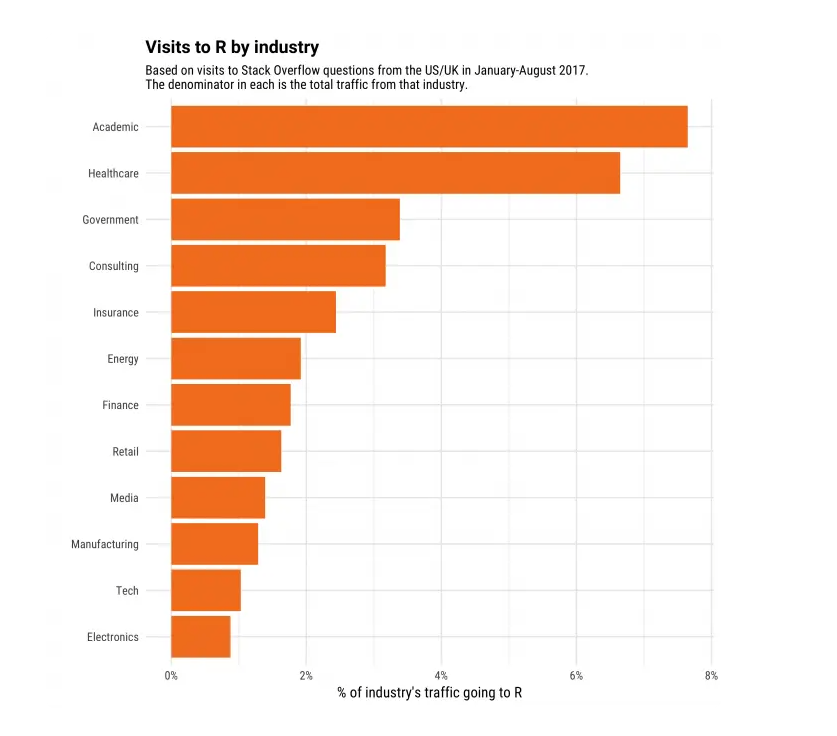 Visits to R by industry
Based on visits to Stack Overflow questions from the US/UK in January-August 2017.
The denominator in each is the total traffic from that industry.
Academic
Healthcare
Government
Consulting
Insurance
Energy
Finance
Retail
Media
Manufacturing
Tech
Electronics
0% 2% 4% 6% 8%
% of industry's traffic going to R